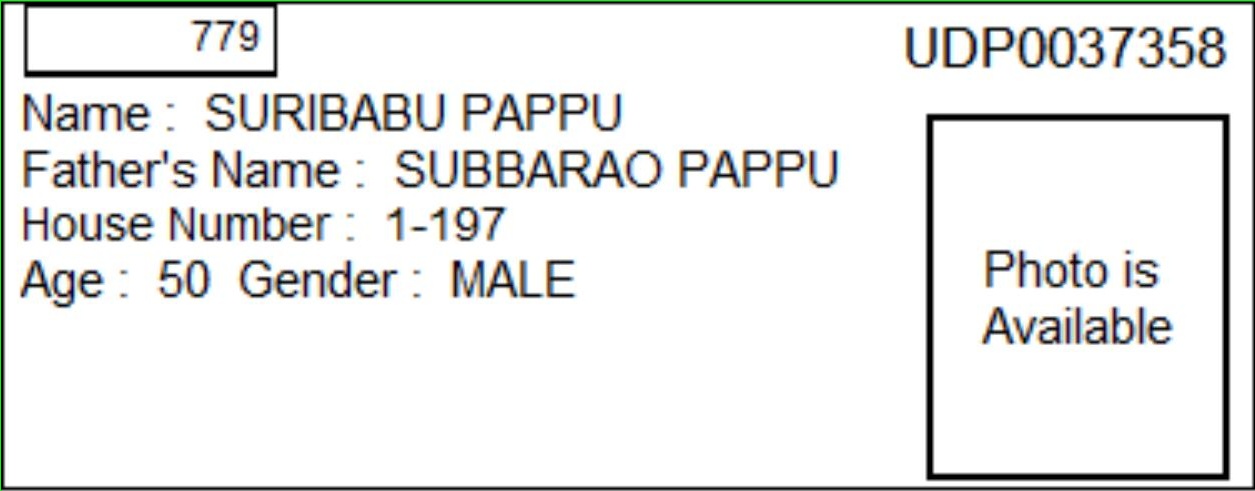 779
UDP0037358
Name : SURIBABU PAPPU
Father's Name : SUBBARAO PAPPU
House Number : 1-197
Age : 50 Gender : MALE
Photo is
Available